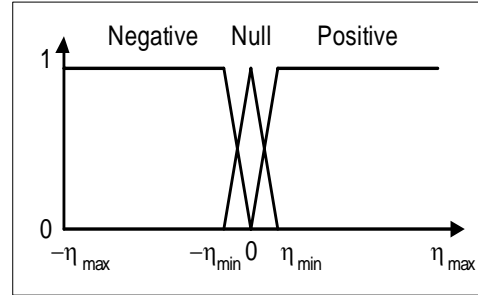 Negative Null Positive
1
0
−η max −η min 0 η min η max